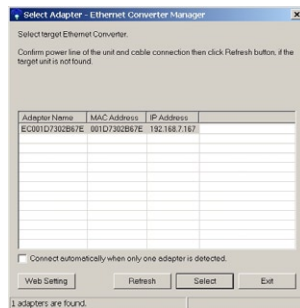 Select Adapter - Ethernet Converter Manager
Select target Ethernet Converter.
Confirm power line of the unit and cable connection then click Refresh button, if the
target unit is not found.
Adapter Name MAC Address IP Address
EC001D7302B67E 001D7302B67E 192.168.7.167
Connect automatically when only one adapter is detected.
Web Setting Refresh Select Exit
1 adapters are found.